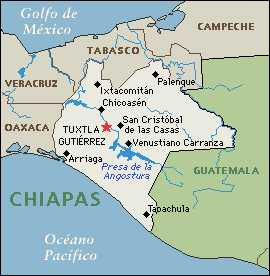 Golfo de
México
CAMPECHE
TABASCO
VERACRUZ
Palenque
Ixtacomitán
Chicoasén
OAXACA
TUXTLA
GUTIÉRREZ
San Cristóbal
de las Casas
Venustiano Carranza
Arriaga
Presa de la
Angostura
GUATEMALA
CHIAPAS
Tapachula
Océano
Pacífico